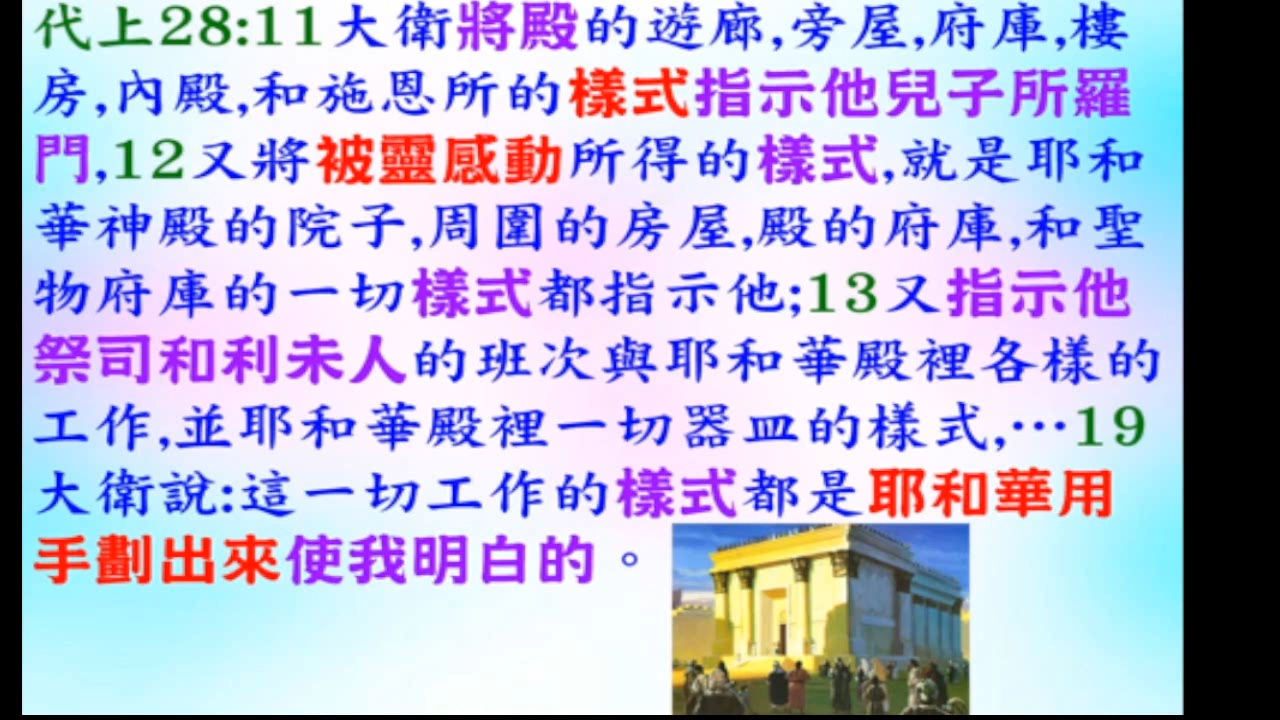 代上28:11大衛將殿的遊廊,旁屋,府庫,樓
房,內殿,和施恩所的樣式指示他兒子所羅
門,12又將被靈感動所得的樣式,就是耶和
華神殿的院子,周圍的房屋,殿的府庫,和聖
物府庫的一切樣式都指示他;13又指示他
祭司和利未人的班次與耶和華殿裡各樣的
工作,並耶和華殿裡一切器皿的樣式,…19
大衛說:這一切工作的樣式都是耶和華用
手劃出來使我明白的。